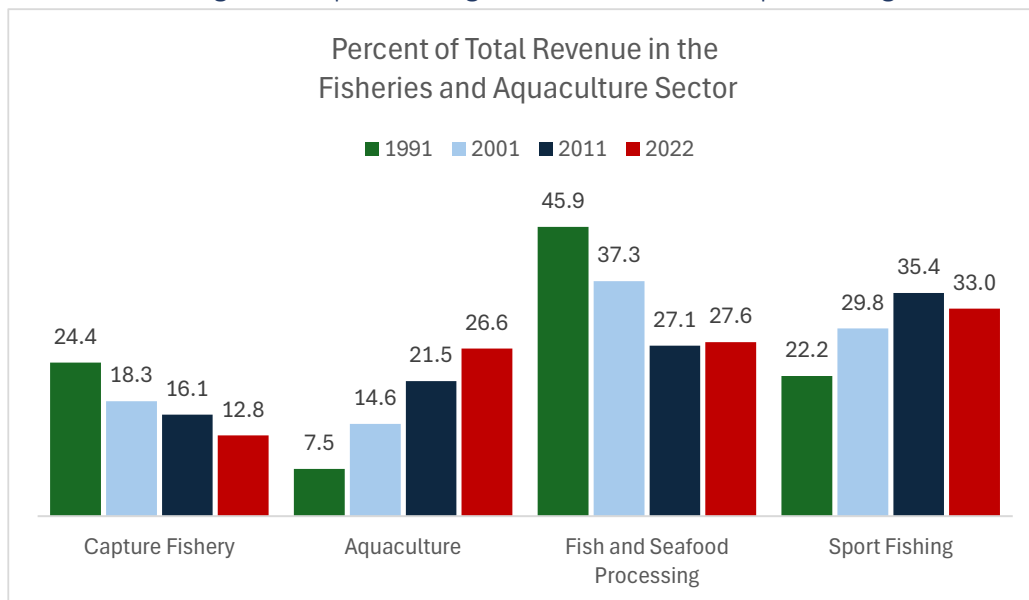 Percent of Total Revenue in the
Fisheries and Aquaculture Sector
1991 2001 2011 2022
24.4 18.3 16.1 12.8
7.5 14.6 21.5 26.6
45.9 37.3 27.1 27.6
22.2 29.8 35.4 33.0
Capture Fishery
Aquaculture
Fish and Seafood
Processing
Sport Fishing